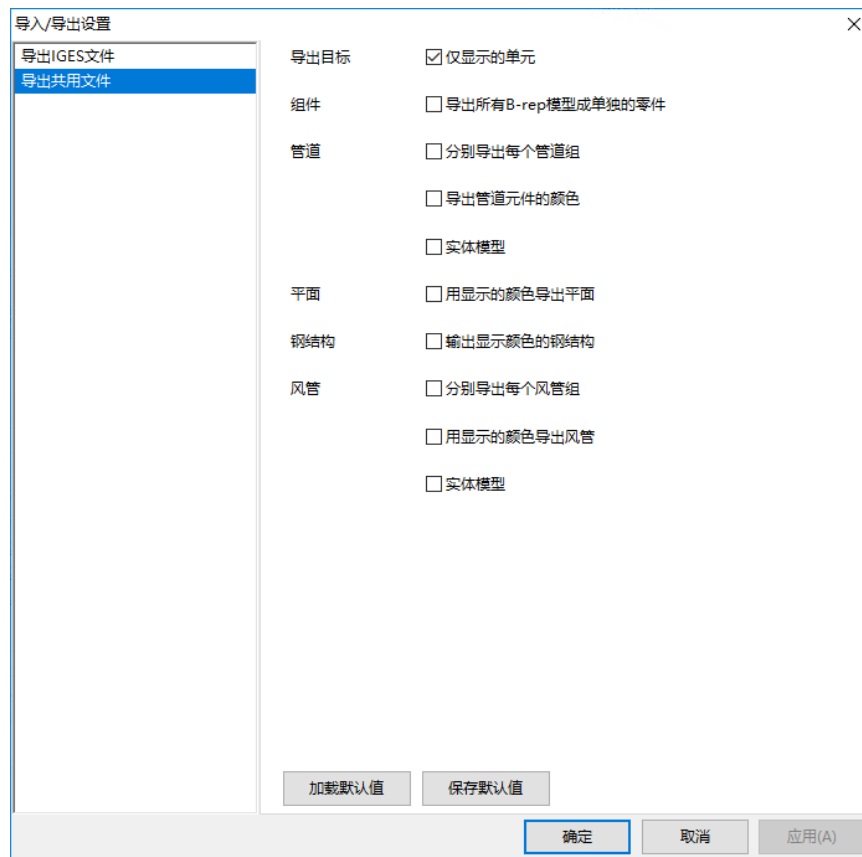 导入/导出设置
导出IGES文件
导出共用文件
导出目标 仅显示的单元
组件 导出所有B-rep模型成单独的零件
管道 分别导出每个管道组
导出管道元件的颜色
实体模型
平面 用显示的颜色导出平面
钢结构 输出显示颜色的钢结构
风管 分别导出每个风管组
用显示的颜色导出风管
实体模型
加载默认值 保存默认值
确定 取消 应用(A)